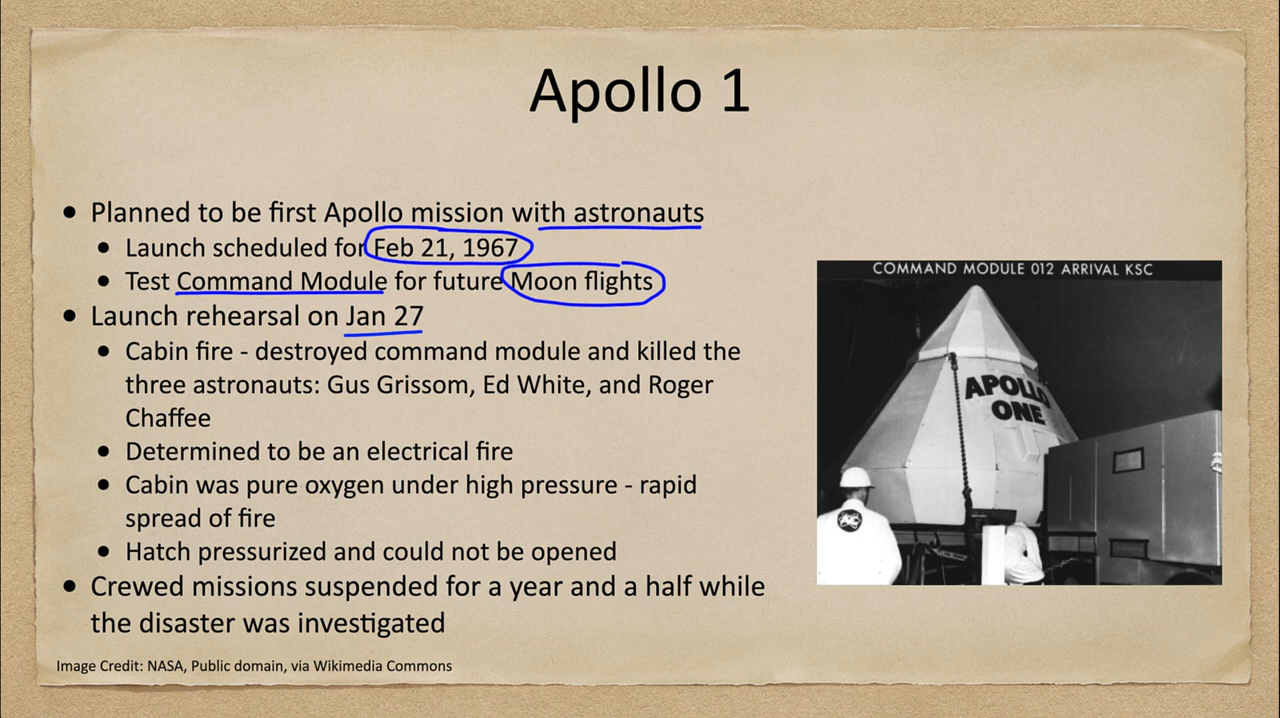 Apollo 1
• Planned to be first Apollo mission with astronauts
• Launch scheduled for Feb 21, 1967
• Test Command Module for future Moon flights
• Launch rehearsal on Jan 27
• Cabin fire - destroyed command module and killed the
three astronauts: Gus Grissom, Ed White, and Roger
Chaffee
• Determined to be an electrical fire
• Cabin was pure oxygen under high pressure - rapid
spread of fire
• Hatch pressurized and could not be opened
• Crewed missions suspended for a year and a half while
the disaster was investigated
COMMAND MODULE 012 ARRIVAL KSC
APOLLO
ONE
Image Credit: NASA, Public domain, via Wikimedia Commons